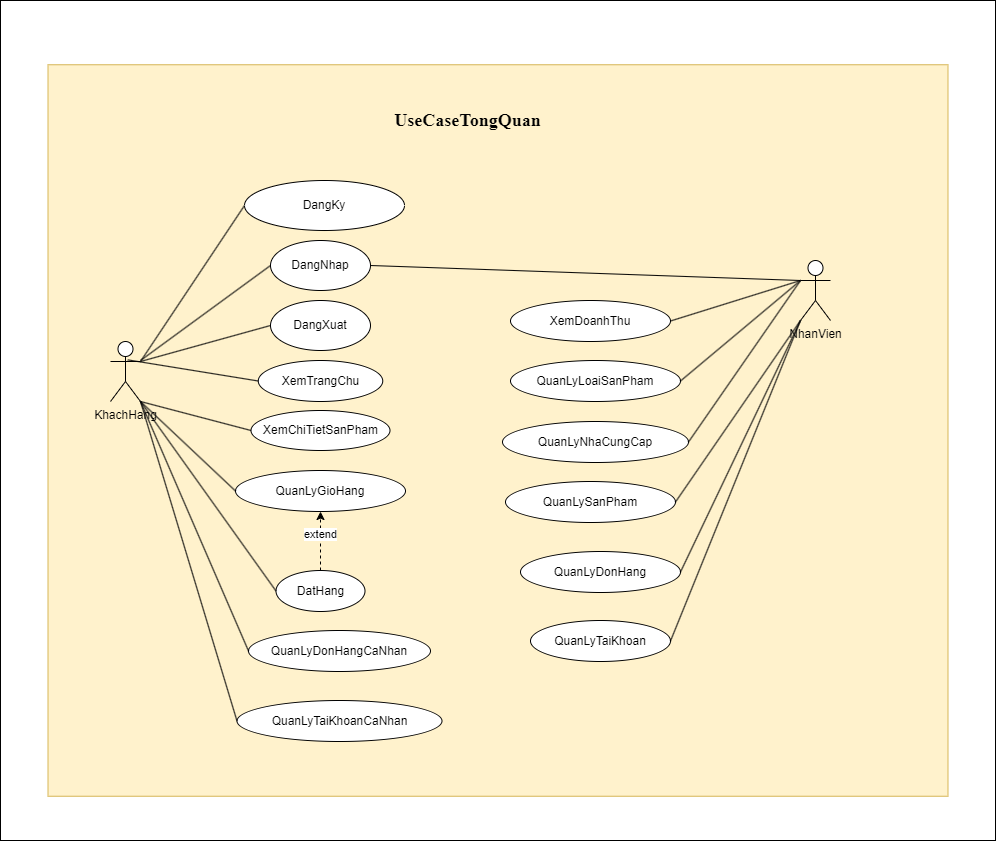 UseCaseTongQuan
DangKy
DangNhap
DangXuat
XemTrangChu
KhachHang
XemChiTietSanPham
QuanLyGioHang
extend
DatHang
QuanLyDonHangCaNhan
QuanLyTaiKhoanCaNhan
NhanVien
XemDoanhThu
QuanLyLoaiSanPham
QuanLyNhaCungCap
QuanLySanPham
QuanLyDonHang
QuanLyTaiKhoan